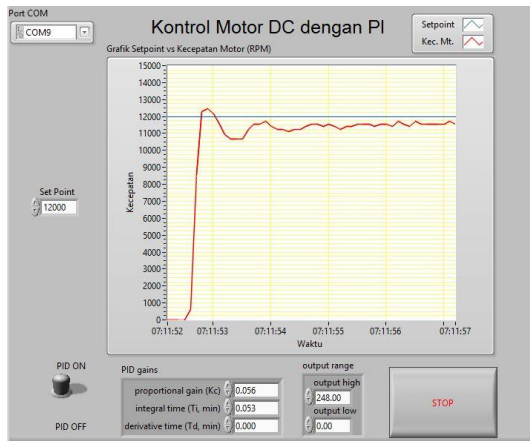 Port COM
COM9
Kontrol Motor DC dengan PI
Setpoint
Kec. Mt.
Grafik Setpoint vs Kecepatan Motor (RPM)
15000
14000
13000
12000
11000
10000
9000
8000
7000
6000
5000
4000
3000
2000
1000
0
Kecepatan
07:11:52 07:11:53 07:11:54 07:11:55 07:11:56 07:11:57
Waktu
Set Point
12000
PID ON
PID OFF
PID gains
proportional gain (Kc) 0.056
integral time (Ti, min) 0.053
derivative time (Td, min) 0.000
output range
output high
248.00
output low
0.00
STOP